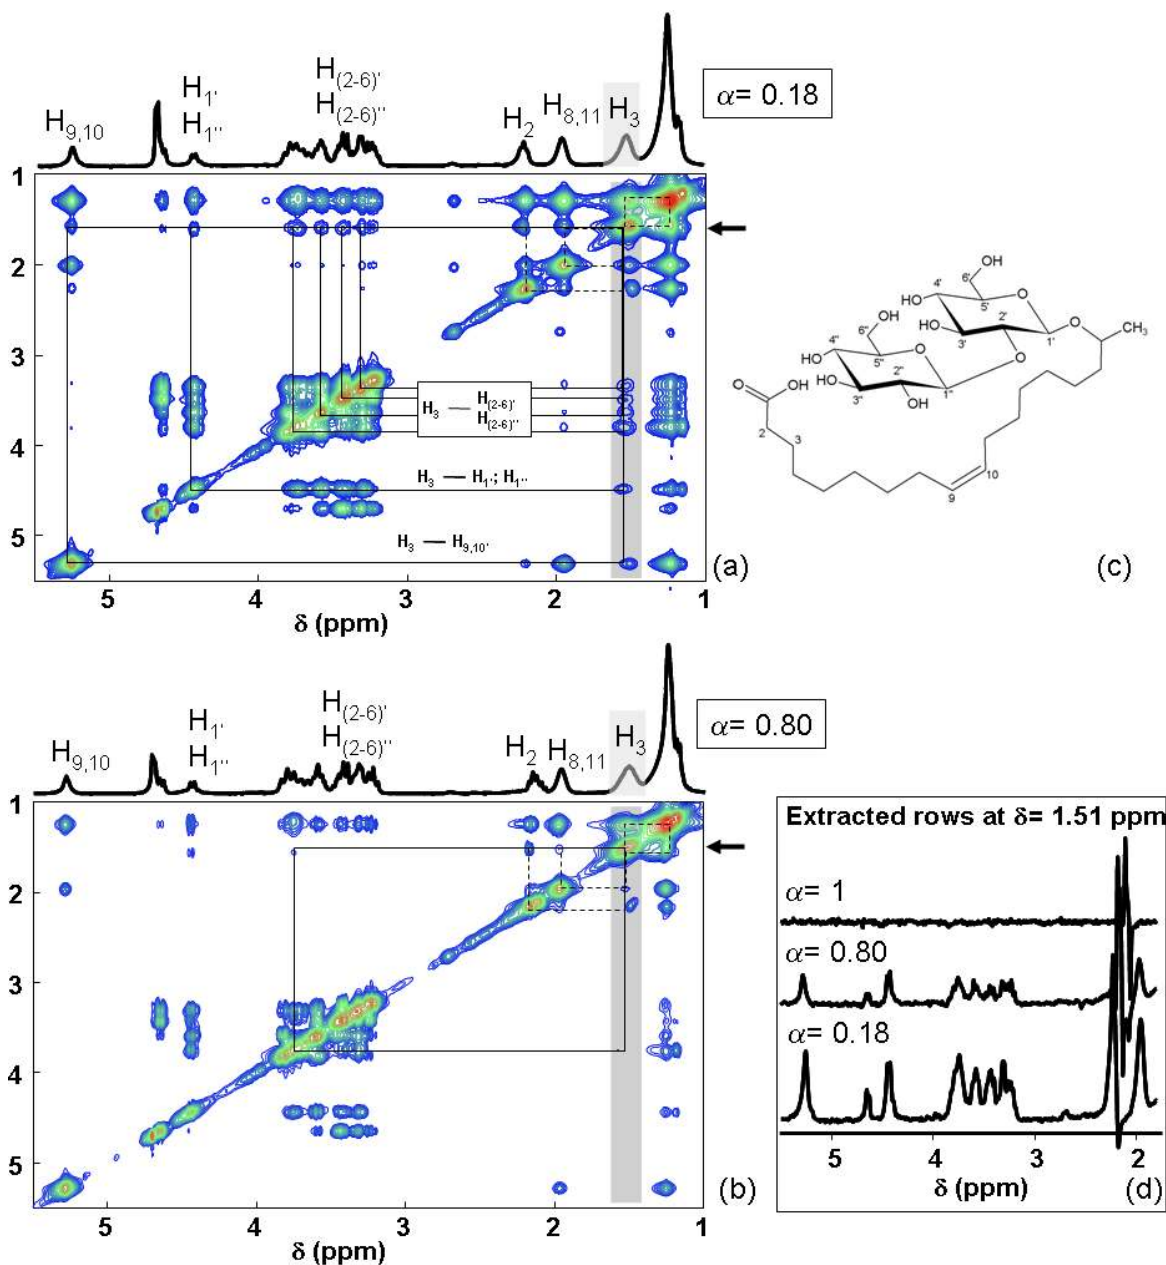 H9,10
H1'
H1''
H(2-6)'
H(2-6)''
H2
H8,11
H3
α= 0.18
1
2
3
4
5
H3 — H(2-6)'
H(2-6)''
H3 — H1'; H1''
H3 — H9,10'
5 4 3 2 1
δ (ppm)
(a)
6' OH
4' OH
HO 5' O
6'' OH
HO 2' O CH3
3' 1'
4'' O
HO 5'' O
2''
O OH HO 1''
3'' OH
2 3
10
9
(c)
H9,10
H1'
H1''
H(2-6)'
H(2-6)''
H2
H8,11
H3
α= 0.80
1
2
3
4
5
5 4 3 2 1
δ (ppm)
(b)
Extracted rows at δ= 1.51 ppm
α= 1
α= 0.80
α= 0.18
5 4 3 2
δ (ppm)
(d)